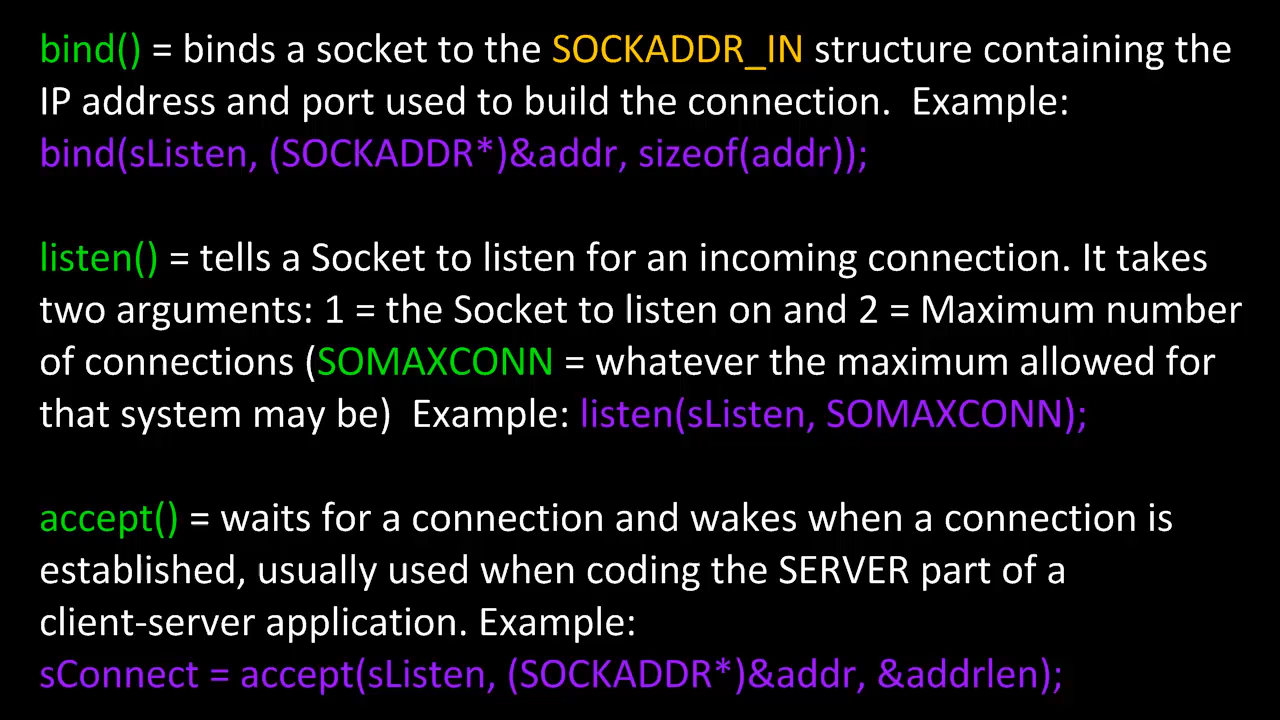 bind() = binds a socket to the SOCKADDR_IN structure containing the
IP address and port used to build the connection.  Example:
bind(sListen, (SOCKADDR*)&addr, sizeof(addr));
listen() = tells a Socket to listen for an incoming connection. It takes
two arguments: 1 = the Socket to listen on and 2 = Maximum number
of connections (SOMAXCONN = whatever the maximum allowed for
that system may be)  Example: listen(sListen, SOMAXCONN);
accept() = waits for a connection and wakes when a connection is
established, usually used when coding the SERVER part of a
client-server application. Example:
sConnect = accept(sListen, (SOCKADDR*)&addr, &addrlen);